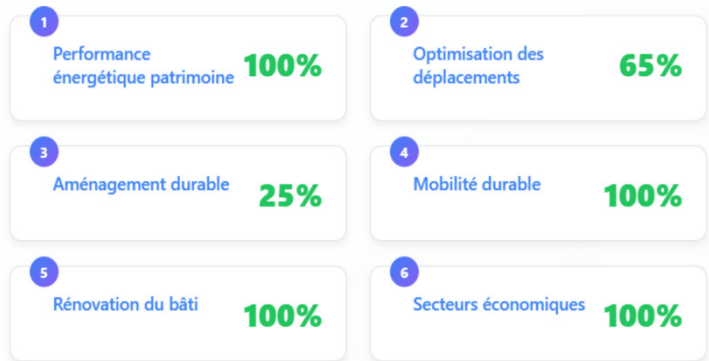 1
Performance
énergétique patrimoine
100%
2
Optimisation des
déplacements
65%
3
Aménagement durable
25%
4
Mobilité durable
100%
5
Rénovation du bâti
100%
6
Secteurs économiques
100%